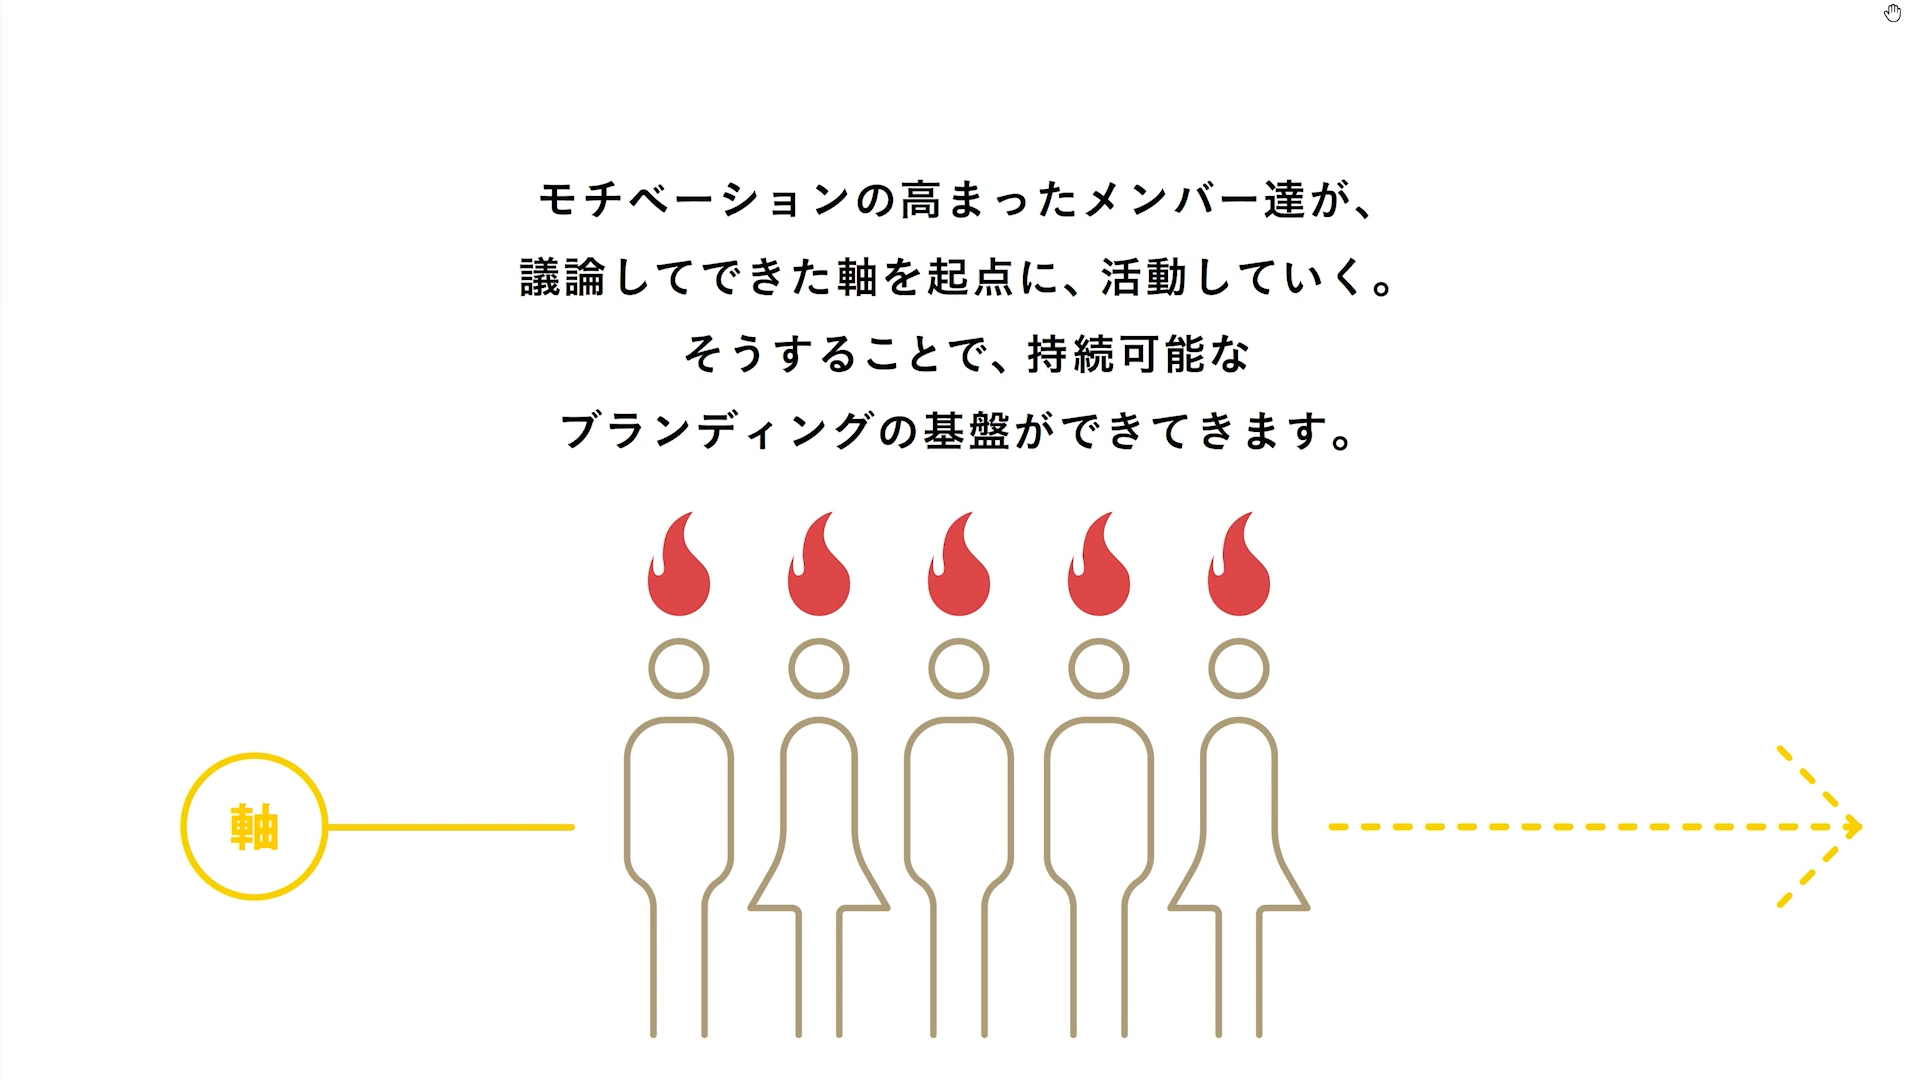 モチベーションの高まったメンバー達が、
議論してできた軸を起点に、活動していく。
そうすることで、持続可能な
ブランディングの基盤ができてきます。
軸